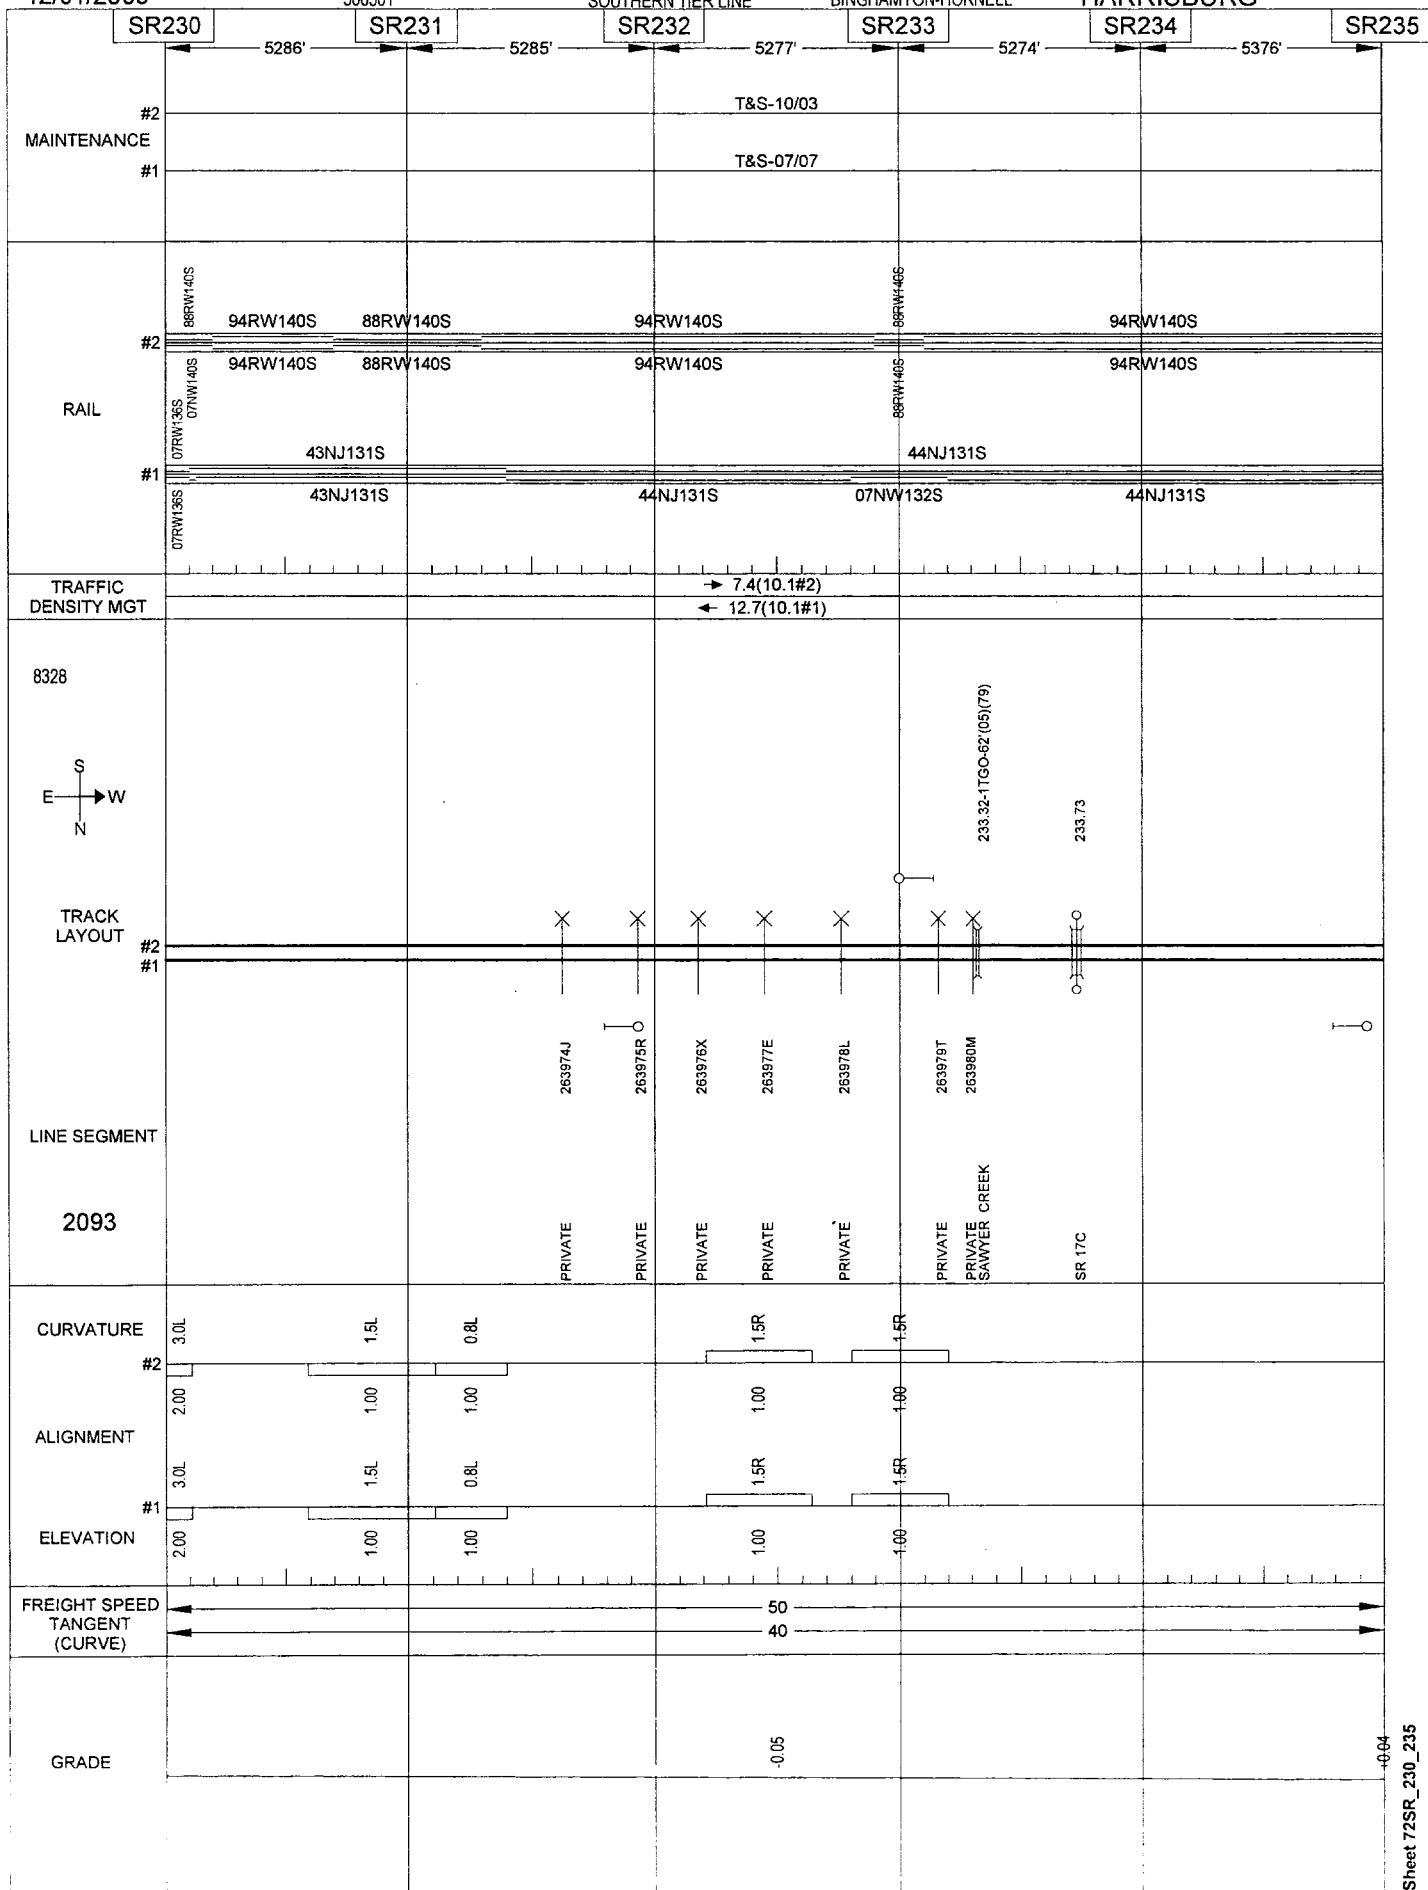 SOUTHERN TIER LINE
BINGHAMTON-HORNELL
HARRISBURG
SR230 SR231 SR232 SR233 SR234 SR235
5286' 5285' 5277' 5274' 5376'
#2 T&S-10/03
MAINTENANCE
#1 T&S-07/07
88RW140S 88RW140S
94RW140S 88RW140S 94RW140S 94RW140S
#2
94RW140S 88RW140S 94RW140S 94RW140S
07NW140S 88RW140S
RAIL
07RW136S
43NJ131S 44NJ131S
#1
43NJ131S 44NJ131S 07NW132S 44NJ131S
07RW136S
TRAFFIC
DENSITY MGT
→ 7.4(10.1#2)
← 12.7(10.1#1)
8328
S
E W
N
233.32-1TGO-62'(05)(79)
233.73
TRACK
LAYOUT
#2
#1
263974J 263975R 263976X 263977E 263978L 263979T 263980M
LINE SEGMENT
2093
PRIVATE PRIVATE PRIVATE PRIVATE PRIVATE PRIVATE PRIVATE
SAWYER CREEK
SR 17C
CURVATURE
3.0L 1.5L 0.8L 1.5R 1.5R
#2
2.00 1.00 1.00 1.00 1.00
ALIGNMENT
3.0L 1.5L 0.8L 1.5R 1.5R
#1
ELEVATION
2.00 1.00 1.00 1.00 1.00
FREIGHT SPEED
TANGENT
(CURVE)
50
40
GRADE
-0.05
+0.04
Sheet 72SR_230_235